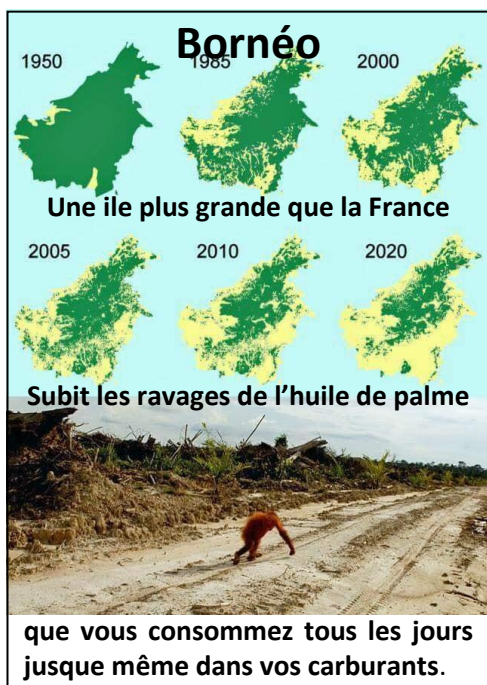 Bornéo
1950 1985 2000
Une ile plus grande que la France
2005 2010 2020
Subit les ravages de l'huile de palme
que vous consommez tous les jours
jusque même dans vos carburants.